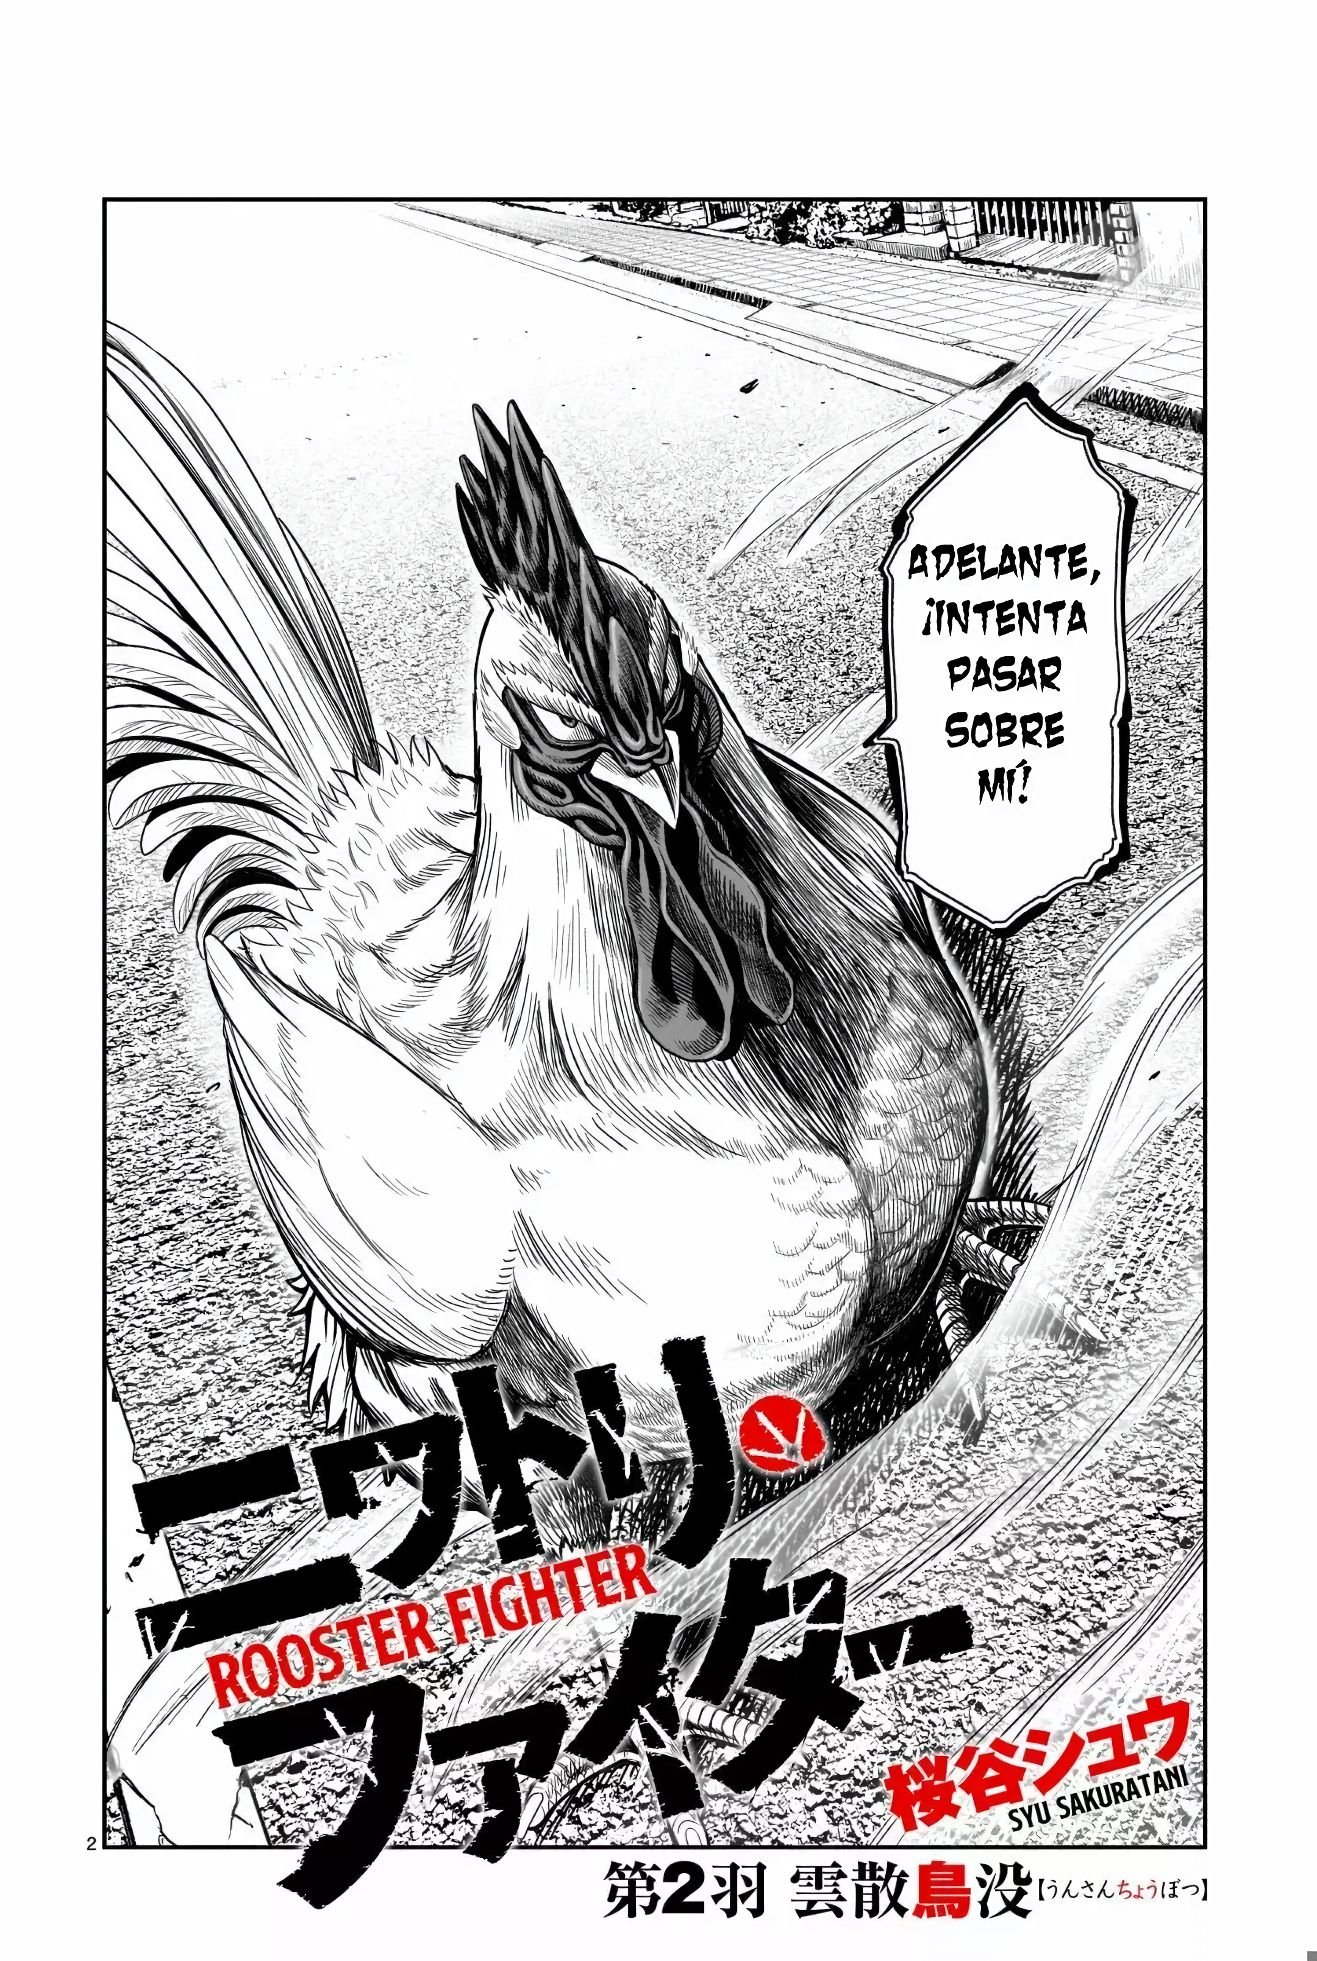 ADELANTE,
¡INTENTA
PASAR
SOBRE
MÍ!
ニワトリ・
ROOSTER FIGHTER
ファイター
桜谷シュウ
SYU SAKURATANI
2
第2羽 雲散鳥没【うんさんちょうぼつ】